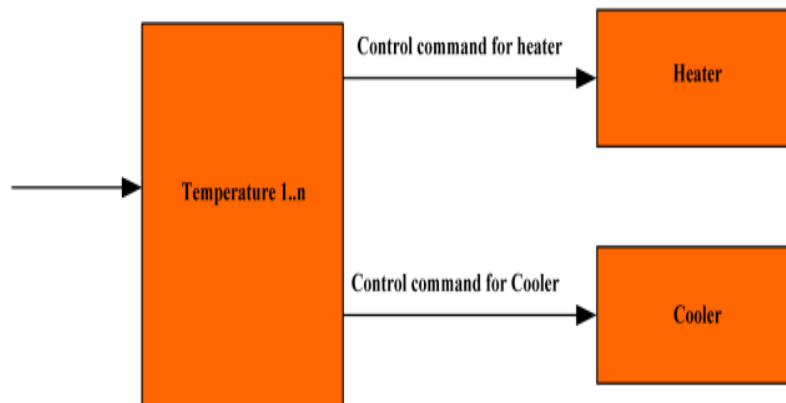 Control command for heater
Heater
Temperature 1..n
Control command for Cooler
Cooler